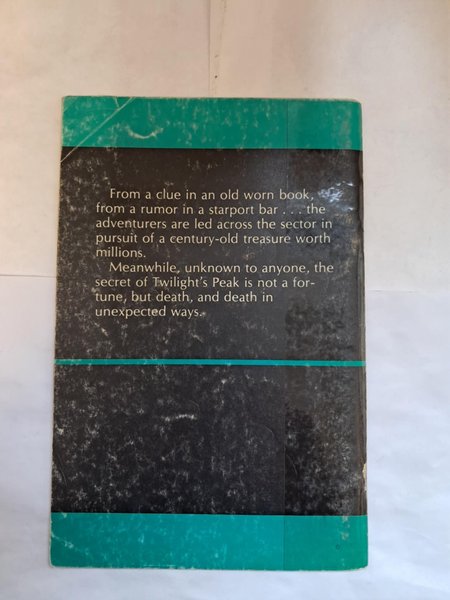 From a clue in an old worn book,
from a rumor in a starport bar . . . the
adventurers are led across the sector in
pursuit of a century-old treasure worth
millions.
Meanwhile, unknown to anyone, the
secret of Twilight's Peak is not a for-
tune, but death, and death in
unexpected ways.